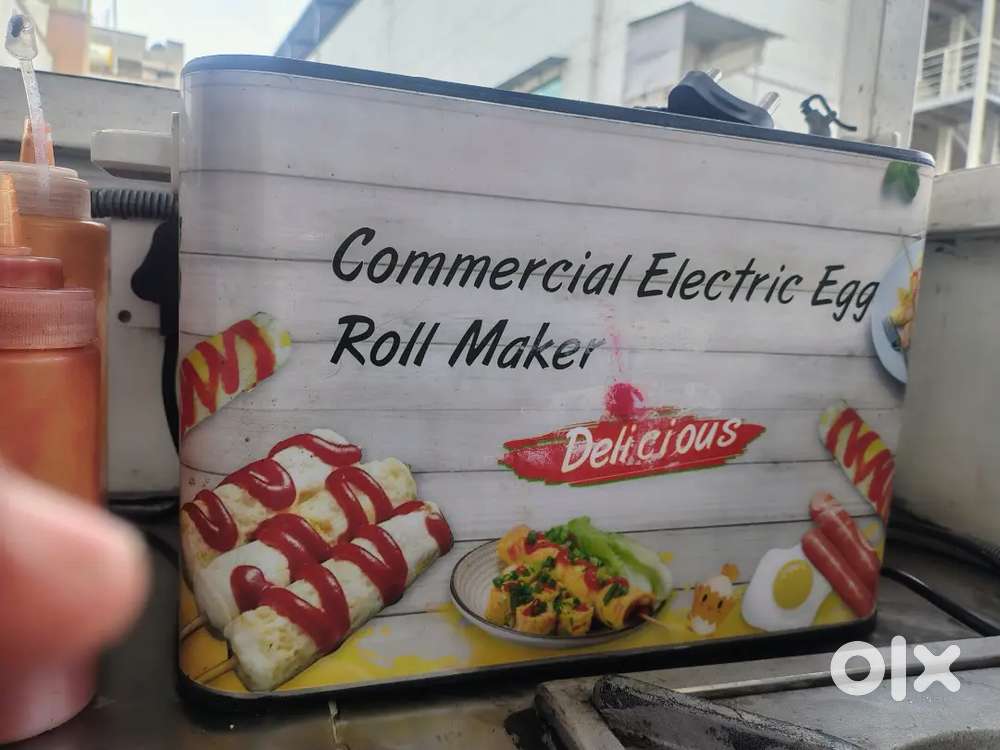 Commercial Electric Egg
Roll Maker
Delicious
olx